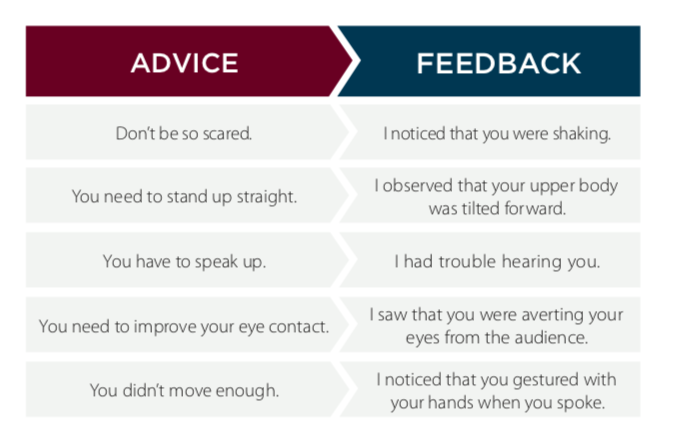 ADVICE
FEEDBACK
Don't be so scared.
I noticed that you were shaking.
You need to stand up straight.
I observed that your upper body
was tilted forward.
You have to speak up.
I had trouble hearing you.
You need to improve your eye contact.
I saw that you were averting your
eyes from the audience.
You didn't move enough.
I noticed that you gestured with
your hands when you spoke.